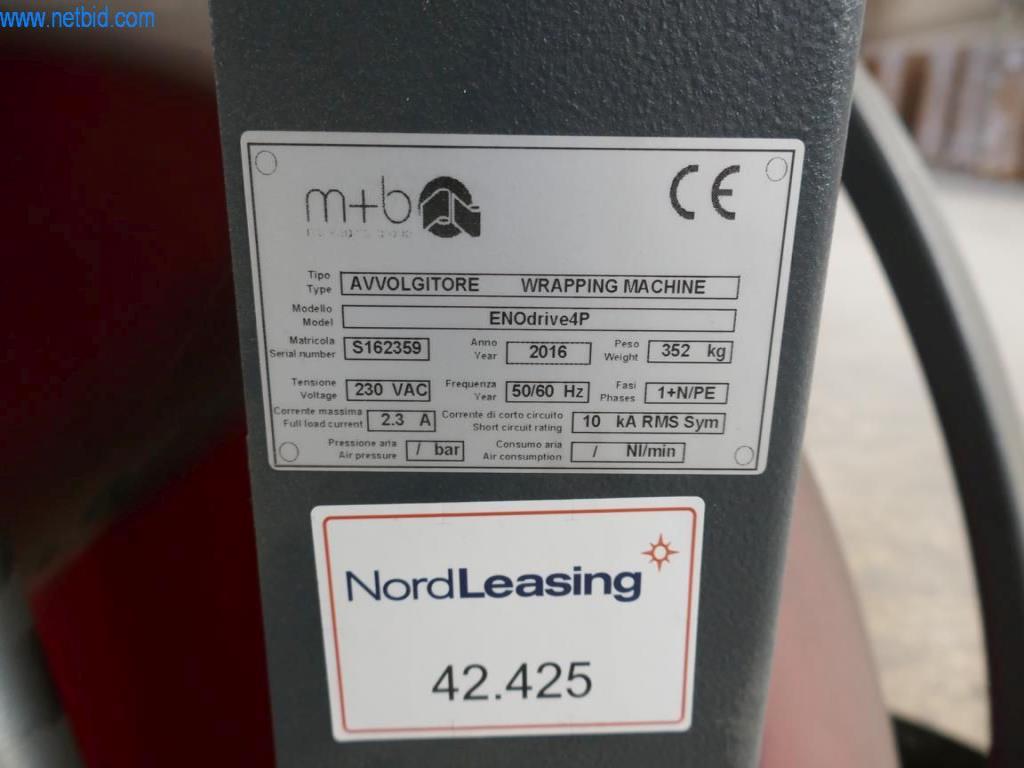 www.netbid.com
m+b
CE
Tipo
Type
AVVOLGITORE WRAPPING MACHINE
Modello
Model
ENOdrive4P
Matricola
Serial number
S162359
Anno
Year
2016
Peso
Weight
352 kg
Tensione
Voltage
230 VAC
Frequenza
Year
50/60 Hz
Fasi
Phases
1+N/PE
Corrente massima
Full load current
2.3 A
Corrente di corto circuito
Short circuit rating
10 kA RMS Sym
Pressione aria
Air pressure
/ bar
Consumo aria
Air consumption
/ Nl/min
NordLeasing
42.425